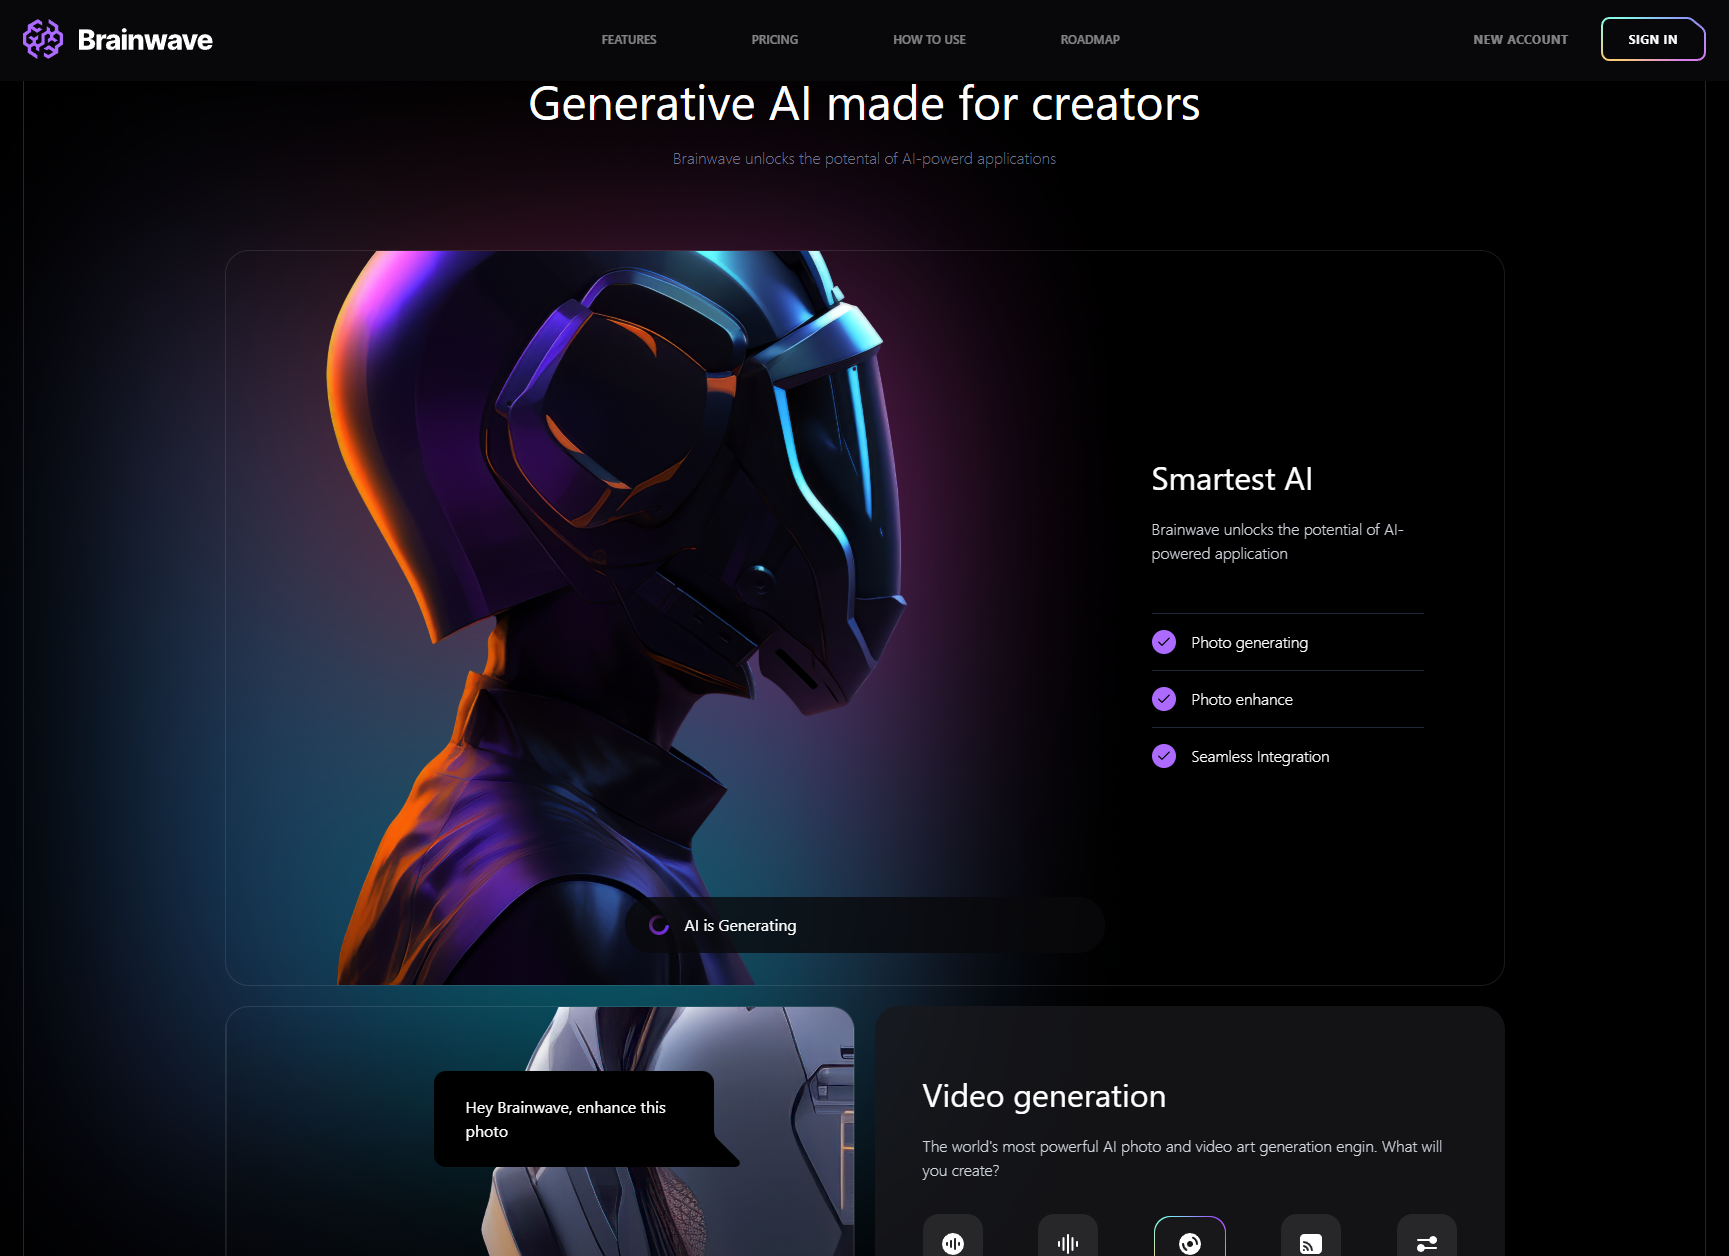 Brainwave
FEATURES
PRICING
HOW TO USE
ROADMAP
NEW ACCOUNT
SIGN IN
Generative AI made for creators
Brainwave unlocks the potental of AI-powerd applications
Smartest AI
Brainwave unlocks the potential of AI-
powered application
Photo generating
Photo enhance
Seamless Integration
AI is Generating
Hey Brainwave, enhance this
photo
Video generation
The world's most powerful AI photo and video art generation engin. What will
you create?